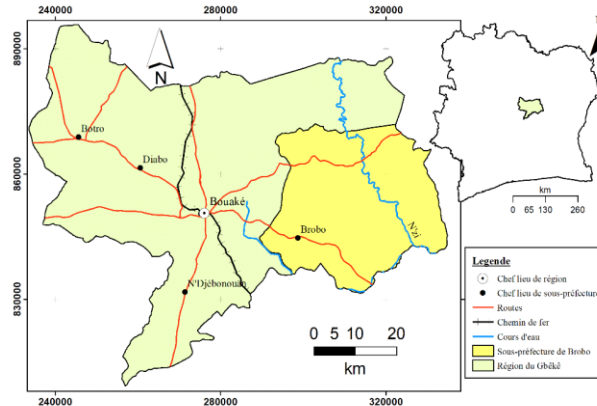 240000 280000 320000
890000
860000
830000
N
Botro
Diabo
Bouaké
Brobo
N'Djébonouan
N'zi
0 5 10 20
km
240000 280000 320000
km
0 65 130 260
Legende
Chef lieu de région
Chef lieu de sous-préfecture
Routes
Chemin de fer
Cours d'eau
Sous-préfecture de Brobo
Région du Gbêkê